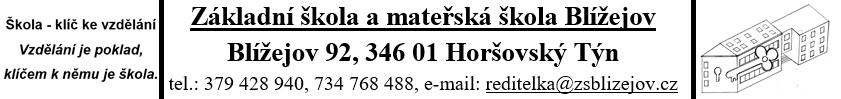 Škola - klíč ke vzdělání
Vzdělání je poklad,
klíčem k němu je škola.
Základní škola a mateřská škola Blížejov
Blížejov 92, 346 01 Horšovský Týn
tel.: 379 428 940, 734 768 488, e-mail: reditelka@zsblizejov.cz